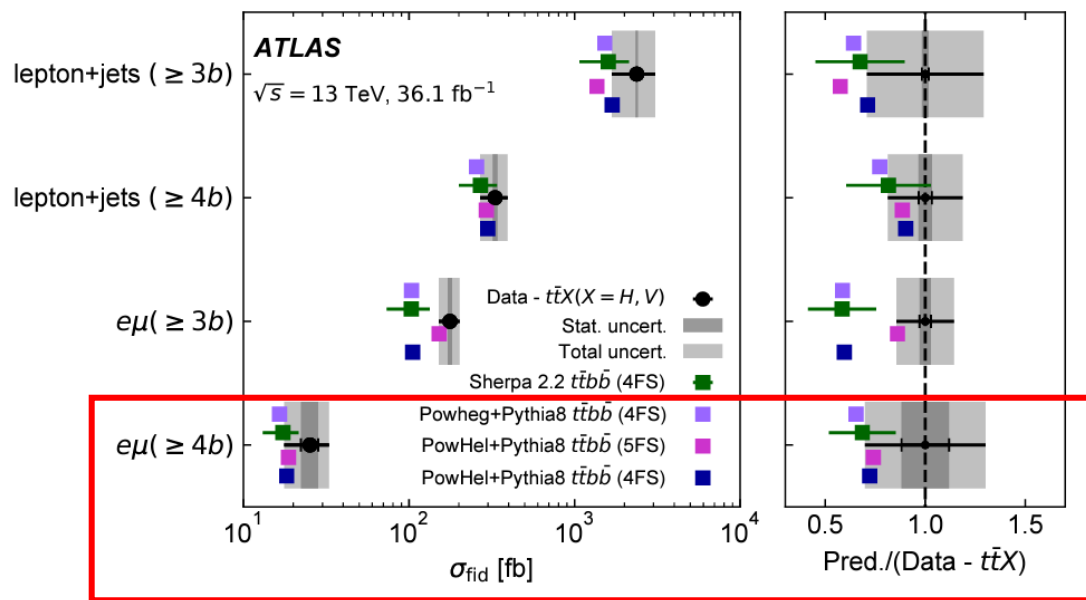 ATLAS
√s = 13 TeV, 36.1 fb⁻¹
lepton+jets ( ≥ 3b)
lepton+jets ( ≥ 4b)
eμ( ≥ 3b)
eμ( ≥ 4b)
Data - tt̄X(X = H, V)
Stat. uncert.
Total uncert.
Sherpa 2.2 tt̄bb̄ (4FS)
Powheg+Pythia8 tt̄bb̄ (4FS)
PowHel+Pythia8 tt̄bb̄ (5FS)
PowHel+Pythia8 tt̄bb̄ (4FS)
10¹ 10² 10³ 10⁴
σfid [fb]
0.5 1.0 1.5
Pred./(Data - tt̄X)